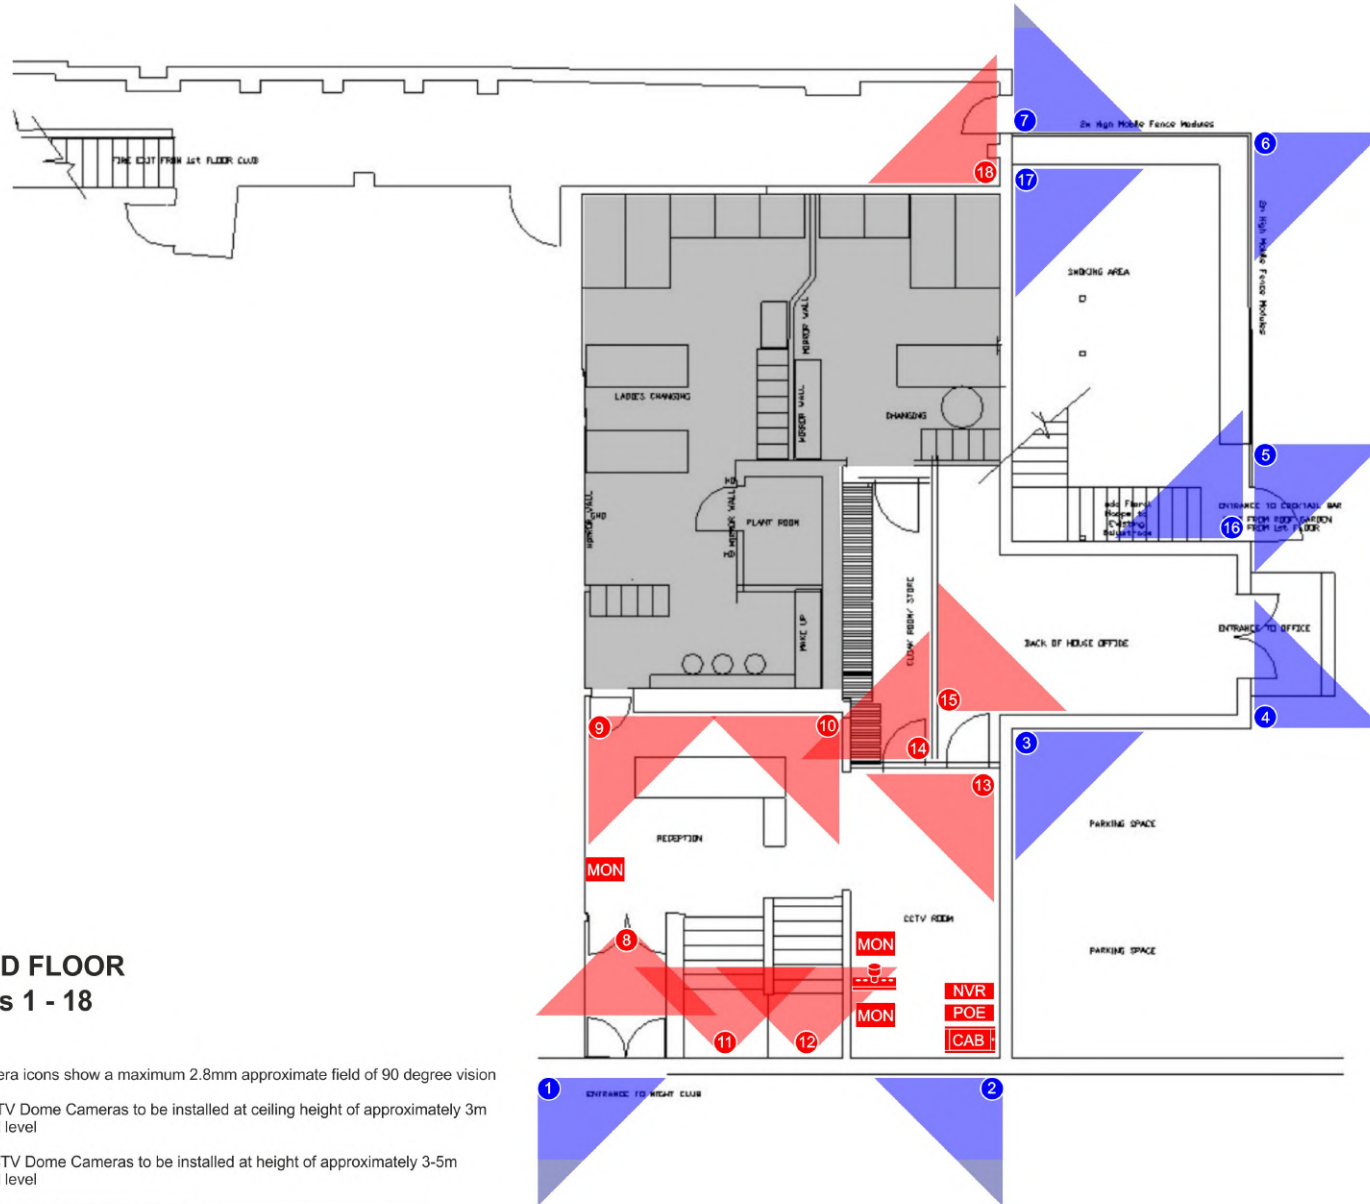 7
2m High Mobile Fence Modules
6
FIRE EXIT FROM 1st FLOOR CLUB
18
17
2m High Mobile Fence Modules
SMOKING AREA
MIRROR WALL
LADIES CHANGING
MIRROR WALL
CHANGING
5
HD
MIRROR WALL
GHD
MIRROR WALL
HD
PLANT ROOM
16
ENTRANCE TO COCKTAIL BAR
FROM ROOF GARDEN
FROM 1st FLOOR
CLOAK ROOM/ STORE
MAKE UP
BACK OF HOUSE OFFICE
ENTRANCE TO OFFICE
15
4
9
10
14
3
13
RECEPTION
PARKING SPACE
MON
CCTV ROOM
8
MON
PARKING SPACE
D FLOOR
s 1 - 18
NVR
MON
POE
11
12
CAB
era icons show a maximum 2.8mm approximate field of 90 degree vision
1
2
ENTRANCE TO NIGHT CLUB
TV Dome Cameras to be installed at ceiling height of approximately 3m
level
TV Dome Cameras to be installed at height of approximately 3-5m
level